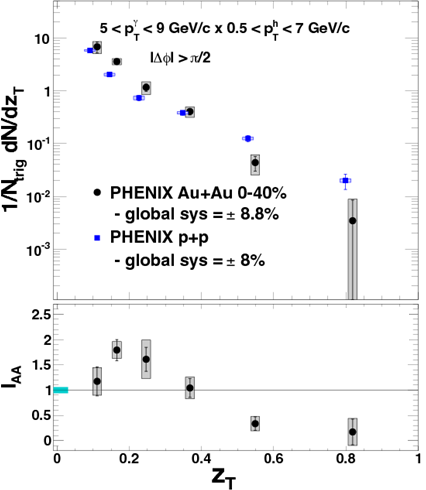 5 < p_T^γ < 9 GeV/c x 0.5 < p_T^h < 7 GeV/c
|Δϕ| > π/2
1/N_trig dN/dz_T
10
1
10^-1
10^-2
10^-3
PHENIX Au+Au 0-40%
- global sys = ± 8.8%
PHENIX p+p
- global sys = ± 8%
I_AA
2.5
2
1.5
1
0.5
0
0 0.2 0.4 0.6 0.8 1
z_T